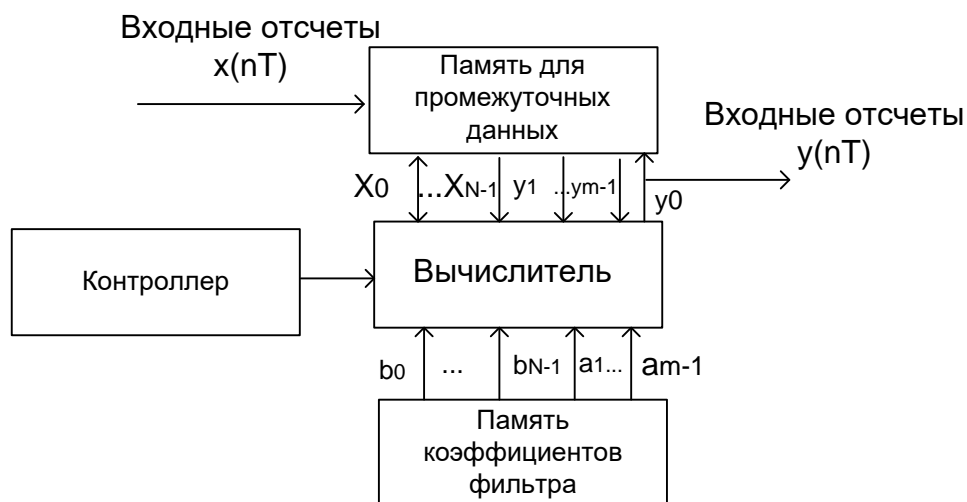 Входные отсчеты
x(nT)
Память для
промежуточных
данных
Входные отсчеты
y(nT)
X0 ...XN-1 y1 ...ym-1 y0
Контроллер
Вычислитель
b0 ... bN-1 a1... am-1
Память
коэффициентов
фильтра